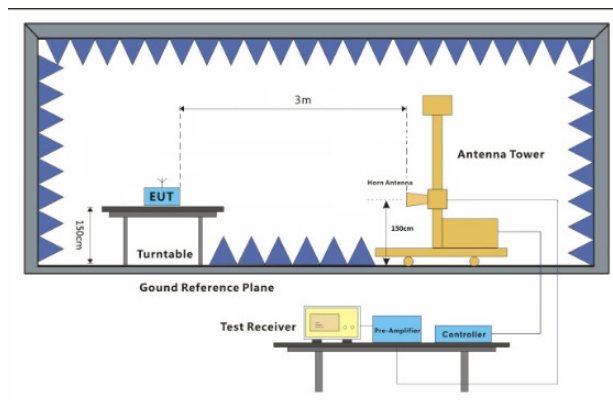 3m
Antenna Tower
Horn Antenna
EUT
150cm
150cm
Turntable
Gound Reference Plane
Test Receiver
Pre-Amplifier
Controller